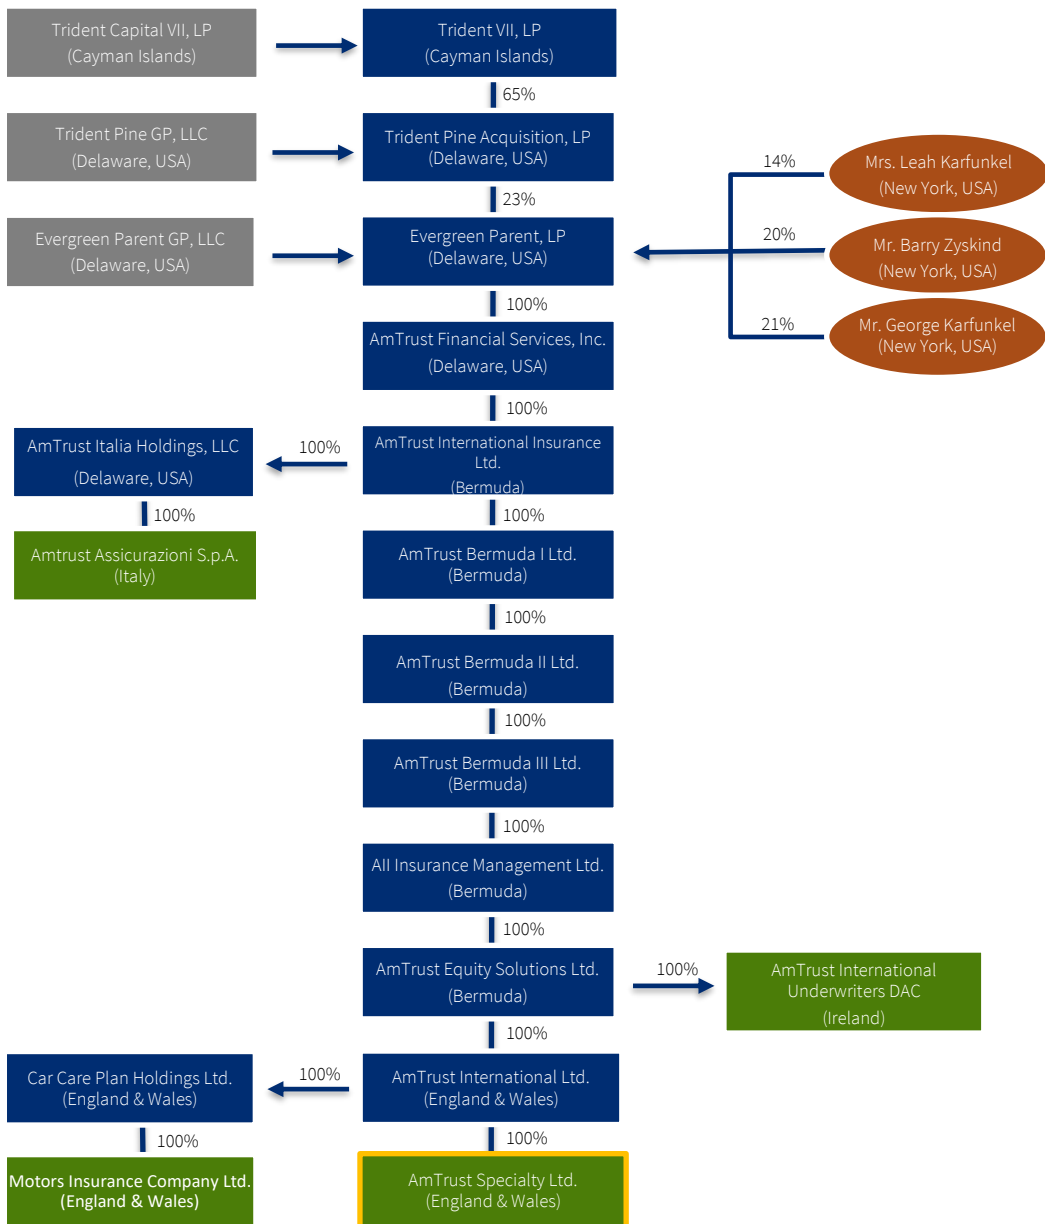 Trident Capital VII, LP
(Cayman Islands)
Trident VII, LP
(Cayman Islands)
65%
Trident Pine GP, LLC
(Delaware, USA)
Trident Pine Acquisition, LP
(Delaware, USA)
14%
Mrs. Leah Karfunkel
(New York, USA)
23%
Evergreen Parent GP, LLC
(Delaware, USA)
Evergreen Parent, LP
(Delaware, USA)
20%
Mr. Barry Zyskind
(New York, USA)
100%
21%
Mr. George Karfunkel
(New York, USA)
AmTrust Financial Services, Inc.
(Delaware, USA)
100%
AmTrust Italia Holdings, LLC
(Delaware, USA)
100%
AmTrust International Insurance
Ltd.
(Bermuda)
100%
100%
Amtrust Assicurazioni S.p.A.
(Italy)
AmTrust Bermuda I Ltd.
(Bermuda)
100%
AmTrust Bermuda II Ltd.
(Bermuda)
100%
AmTrust Bermuda III Ltd.
(Bermuda)
100%
AII Insurance Management Ltd.
(Bermuda)
100%
AmTrust Equity Solutions Ltd.
(Bermuda)
100%
AmTrust International
Underwriters DAC
(Ireland)
100%
Car Care Plan Holdings Ltd.
(England & Wales)
100%
AmTrust International Ltd.
(England & Wales)
100%
100%
Motors Insurance Company Ltd.
(England & Wales)
AmTrust Specialty Ltd.
(England & Wales)